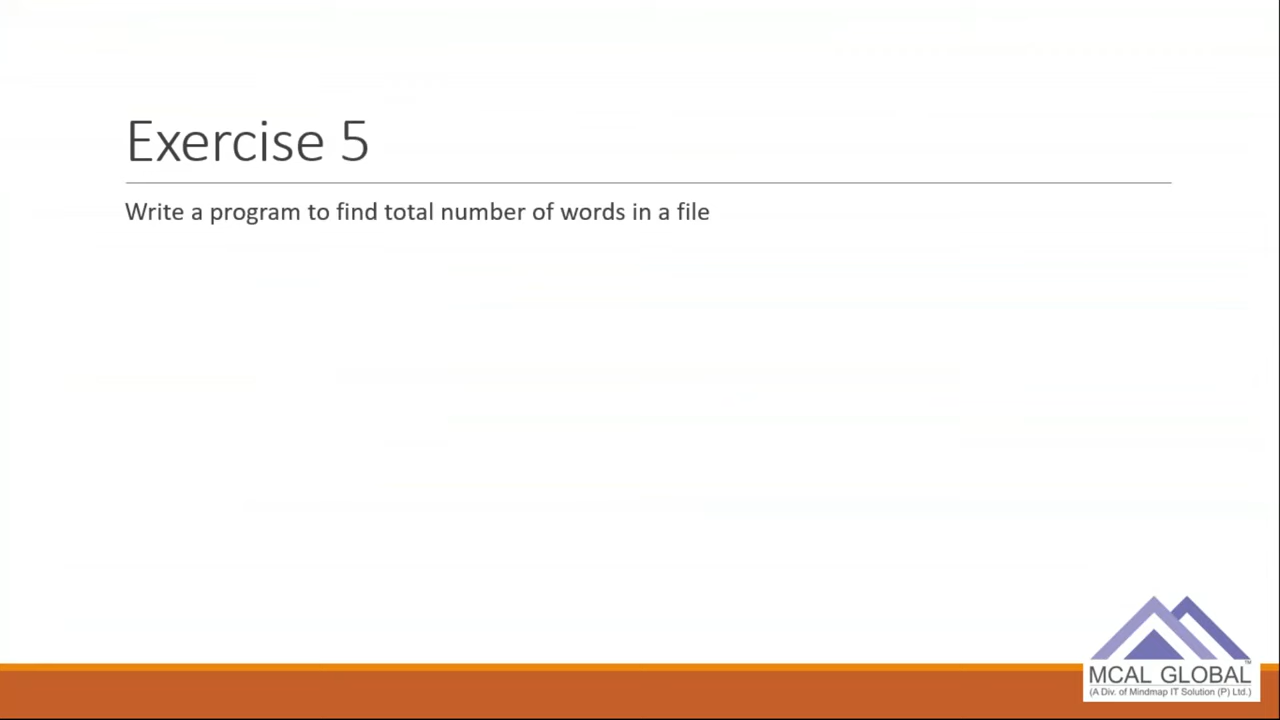 Exercise 5
Write a program to find total number of words in a file
MCAL GLOBAL™
(A Div. of Mindmap IT Solution (P) Ltd.)